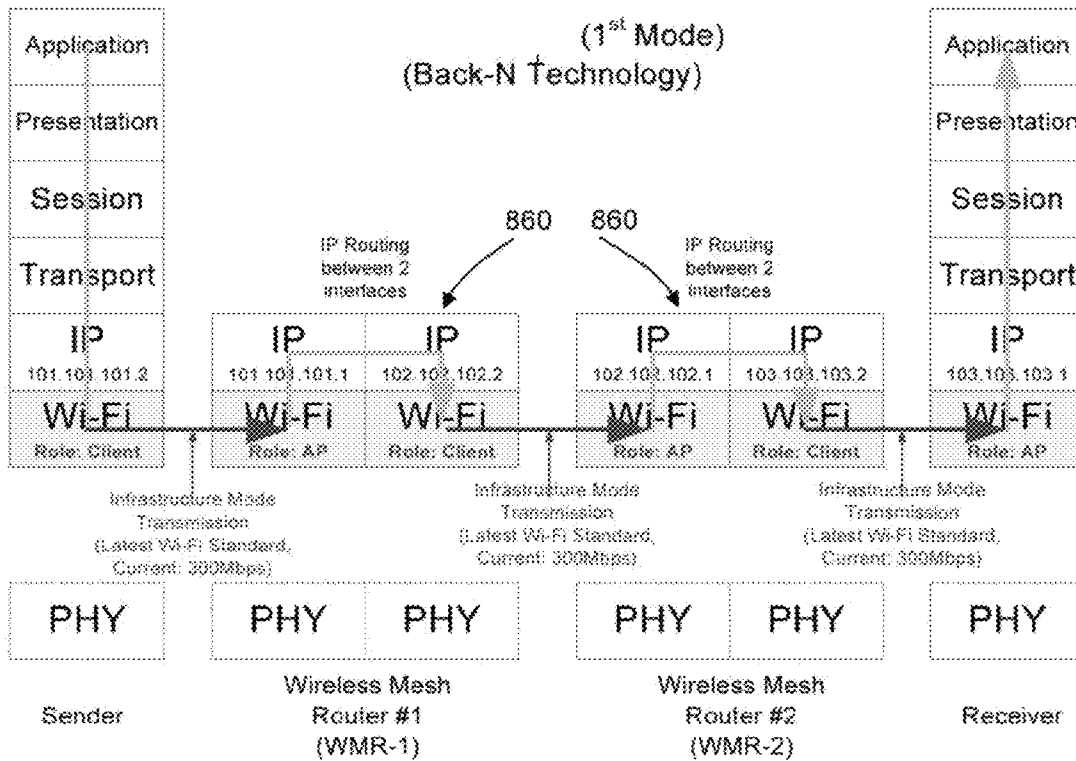 (1st Mode)
(Back-N Technology)
Application
Presentation
Session
Transport
IP
101.101.101.2
Wi-Fi
Role: Client
860
IP Routing
between 2
interfaces
IP
101.101.101.1
Wi-Fi
Role: AP
IP
102.102.102.2
Wi-Fi
Role: Client
860
IP Routing
between 2
interfaces
IP
102.102.102.1
Wi-Fi
Role: AP
IP
103.103.103.2
Wi-Fi
Role: Client
Application
Presentation
Session
Transport
IP
103.103.103.1
Wi-Fi
Role: AP
Infrastructure Mode
Transmission
(Latest Wi-Fi Standard,
Current: 300Mbps)
Infrastructure Mode
Transmission
(Latest Wi-Fi Standard,
Current: 300Mbps)
Infrastructure Mode
Transmission
(Latest Wi-Fi Standard,
Current: 300Mbps)
PHY
PHY
PHY
PHY
PHY
PHY
Sender
Wireless Mesh
Router #1
(WMR-1)
Wireless Mesh
Router #2
(WMR-2)
Receiver